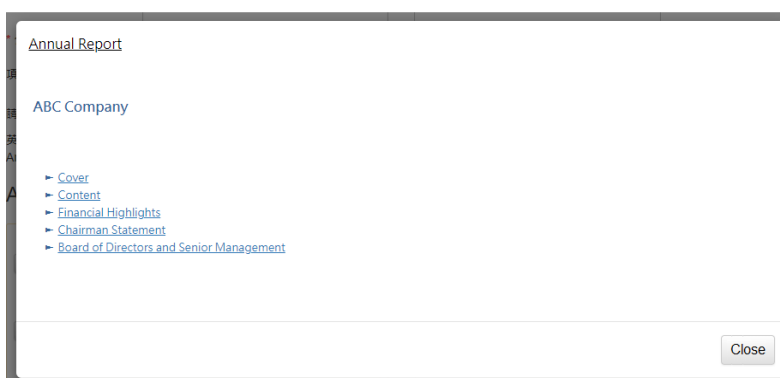 Annual Report
ABC Company
► Cover
► Content
► Financial Highlights
► Chairman Statement
► Board of Directors and Senior Management
Close